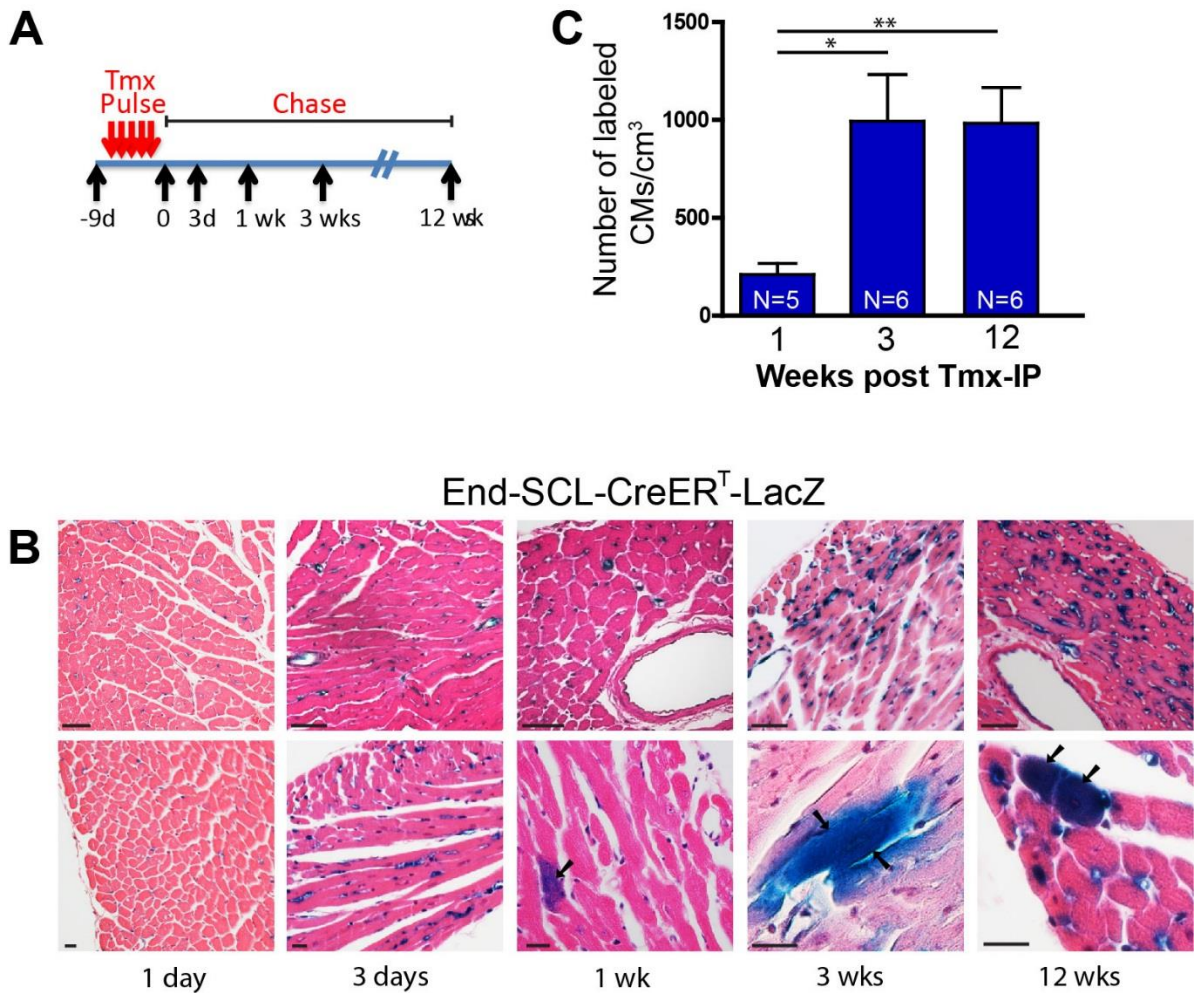 A
Tmx
Pulse
Chase
-9d 0 3d 1 wk 3 wks 12 wks
C
Number of labeled
CMs/cm³
1500
1000
500
0
*
**
N=5 N=6 N=6
1 3 12
Weeks post Tmx-IP
End-SCL-CreERᵀ-LacZ
B
1 day 3 days 1 wk 3 wks 12 wks